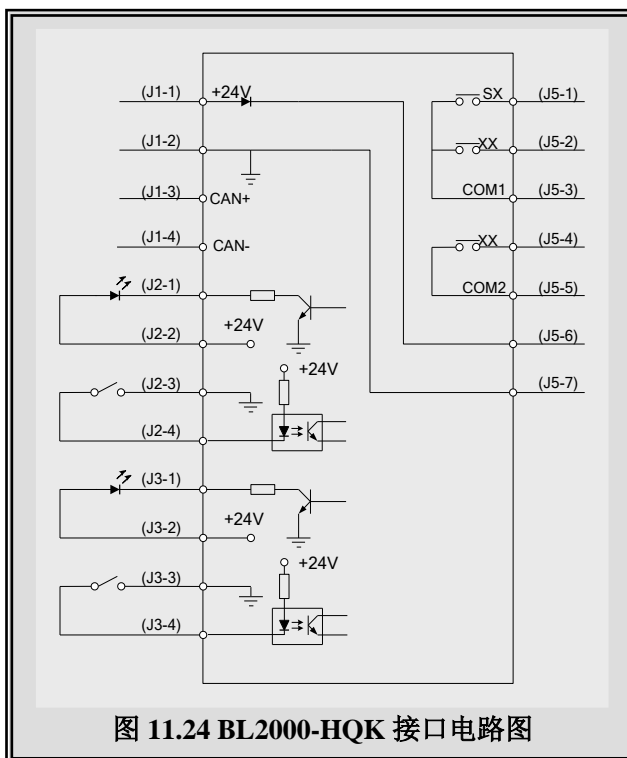 (J1-1) +24V SX (J5-1)
(J1-2) XX (J5-2)
(J1-3) CAN+ COM1 (J5-3)
(J1-4) CAN- XX (J5-4)
(J2-1) COM2 (J5-5)
(J2-2) +24V (J5-6)
+24V
(J2-3) (J5-7)
(J2-4)
(J3-1)
(J3-2) +24V
+24V
(J3-3)
(J3-4)
图 11.24 BL2000-HQK 接口电路图